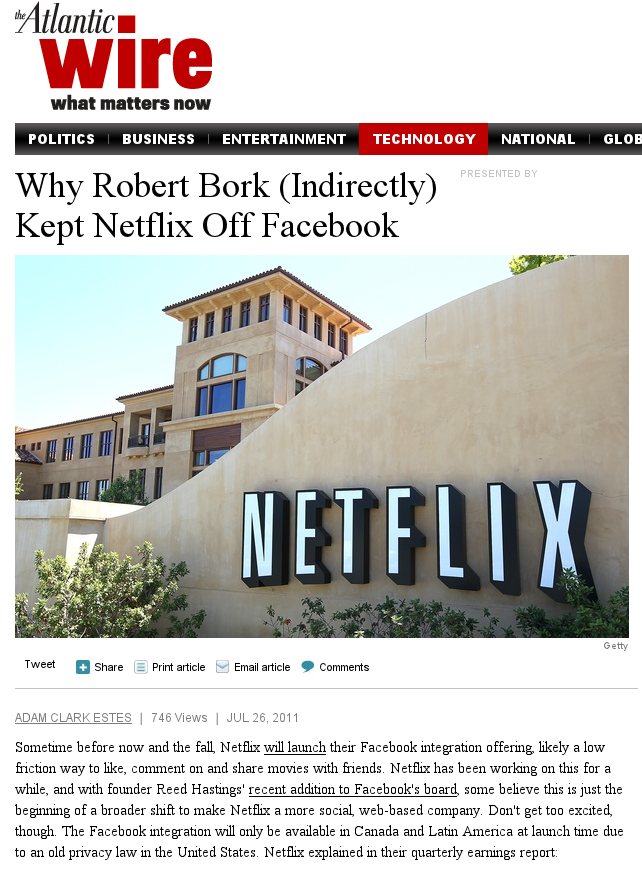 the Atlantic
wire
what matters now
POLITICS | BUSINESS | ENTERTAINMENT TECHNOLOGY NATIONAL | GLOB
Why Robert Bork (Indirectly)
Kept Netflix Off Facebook
PRESENTED BY
NETFLIX
Getty
Tweet Share Print article Email article Comments
ADAM CLARK ESTES | 746 Views | JUL 26, 2011
Sometime before now and the fall, Netflix will launch their Facebook integration offering, likely a low
friction way to like, comment on and share movies with friends. Netflix has been working on this for a
while, and with founder Reed Hastings' recent addition to Facebook's board, some believe this is just the
beginning of a broader shift to make Netflix a more social, web-based company. Don't get too excited,
though. The Facebook integration will only be available in Canada and Latin America at launch time due
to an old privacy law in the United States. Netflix explained in their quarterly earnings report: